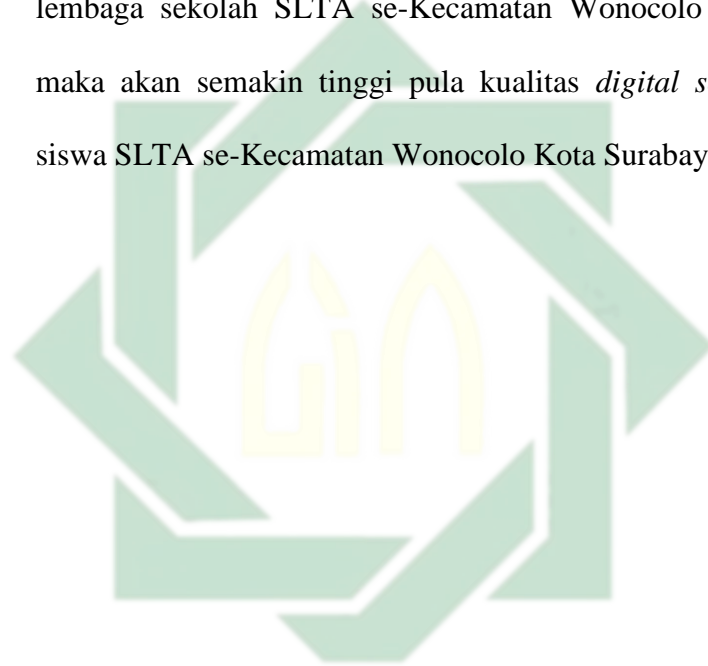 lembaga sekolah SLTA se-Kecamatan Wonocolo
maka akan semakin tinggi pula kualitas digital s
siswa SLTA se-Kecamatan Wonocolo Kota Surabay